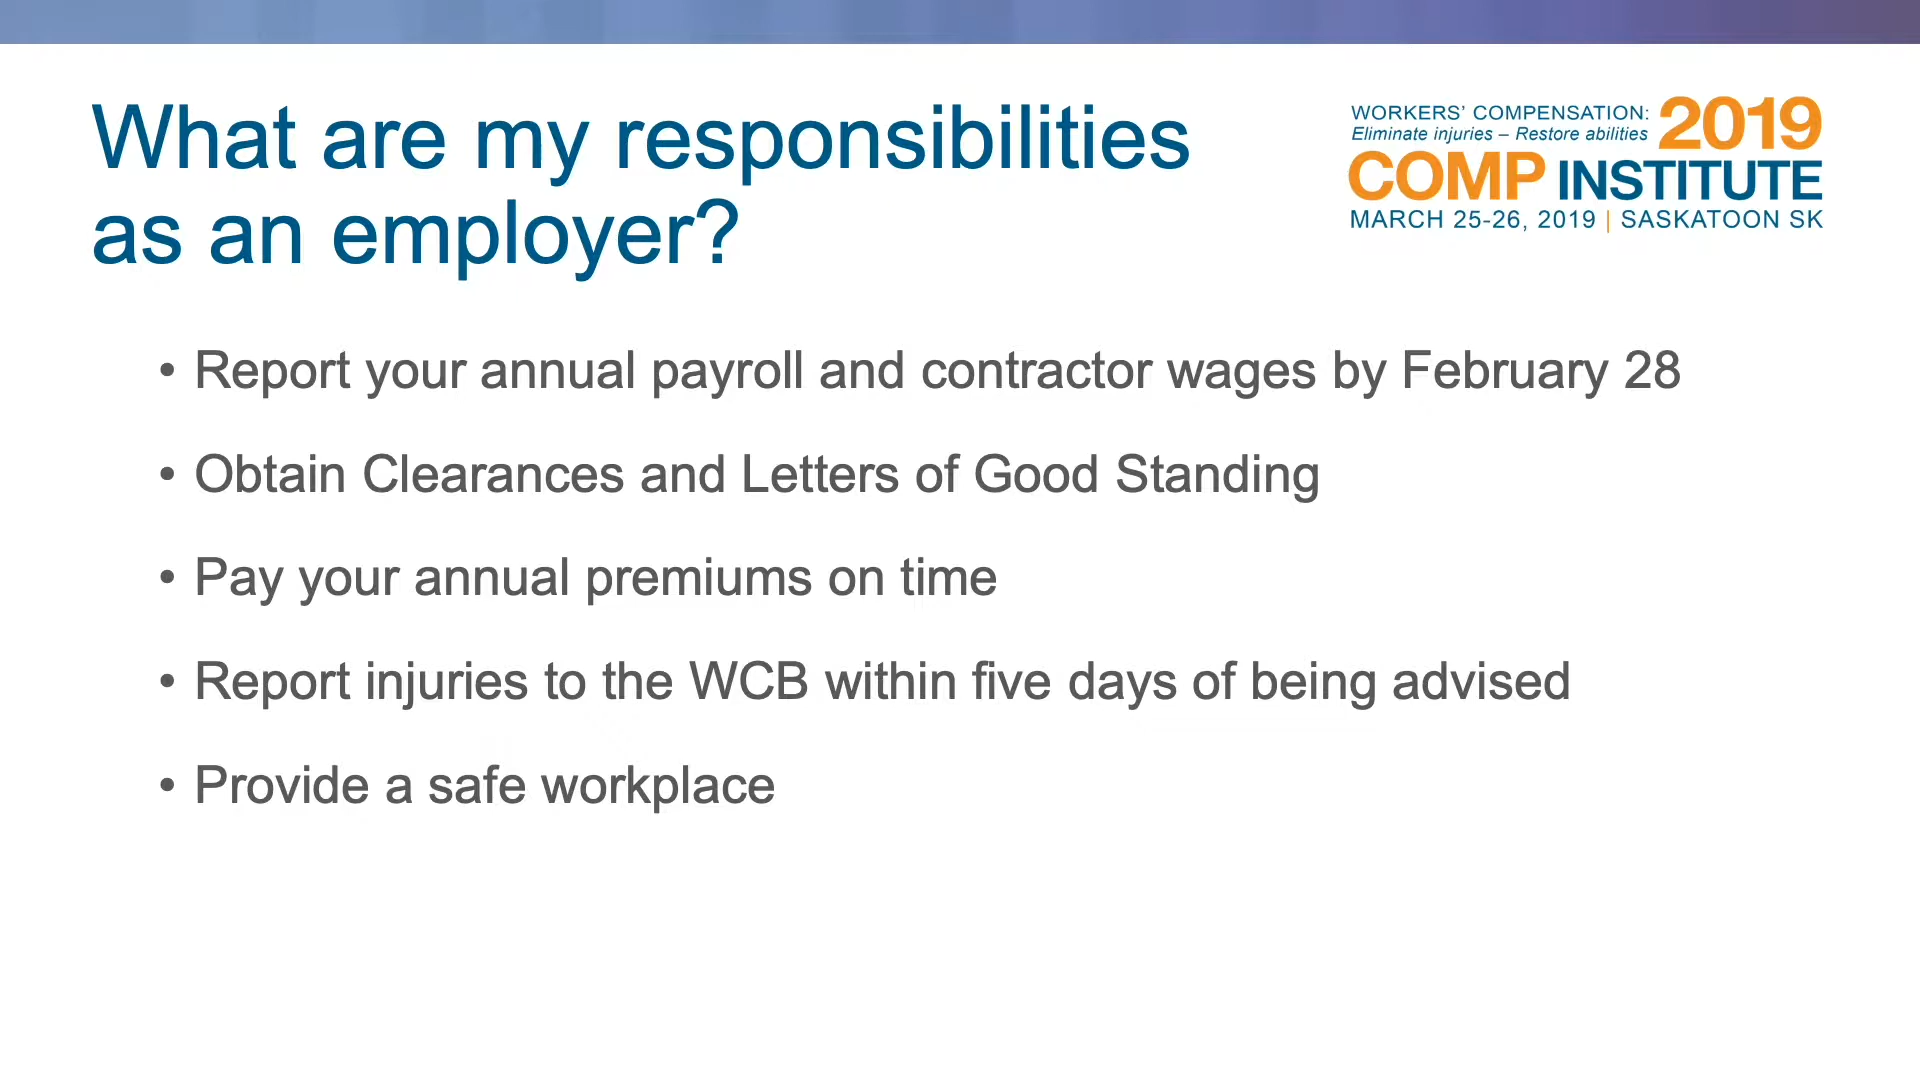 What are my responsibilities
as an employer?
WORKERS’ COMPENSATION:
Eliminate injuries – Restore abilities
2019
COMP INSTITUTE
MARCH 25-26, 2019 | SASKATOON SK
• Report your annual payroll and contractor wages by February 28
• Obtain Clearances and Letters of Good Standing
• Pay your annual premiums on time
• Report injuries to the WCB within five days of being advised
• Provide a safe workplace